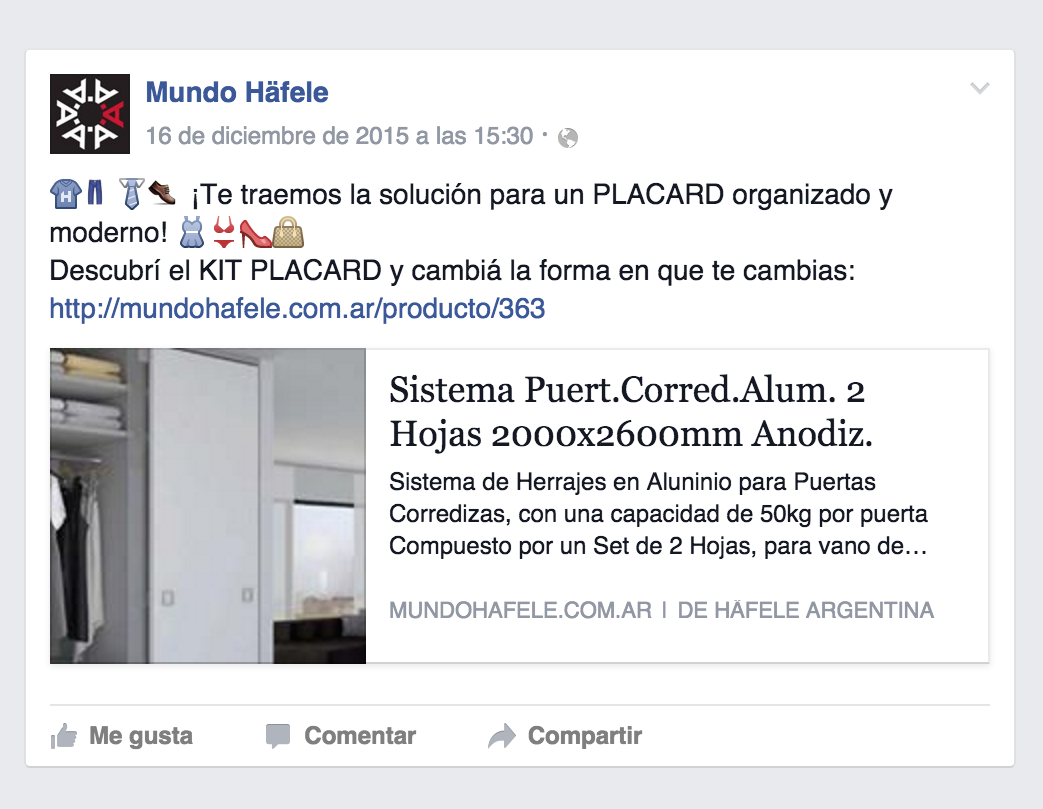 Mundo Häfele
16 de diciembre de 2015 a las 15:30 ·
¡Te traemos la solución para un PLACARD organizado y
moderno!
Descubrí el KIT PLACARD y cambiá la forma en que te cambias:
http://mundohafele.com.ar/producto/363
Sistema Puert.Corred.Alum. 2
Hojas 2000x2600mm Anodiz.
Sistema de Herrajes en Aluninio para Puertas
Corredizas, con una capacidad de 50kg por puerta
Compuesto por un Set de 2 Hojas, para vano de...
MUNDOHAFELE.COM.AR | DE HÄFELE ARGENTINA
Me gusta
Comentar
Compartir